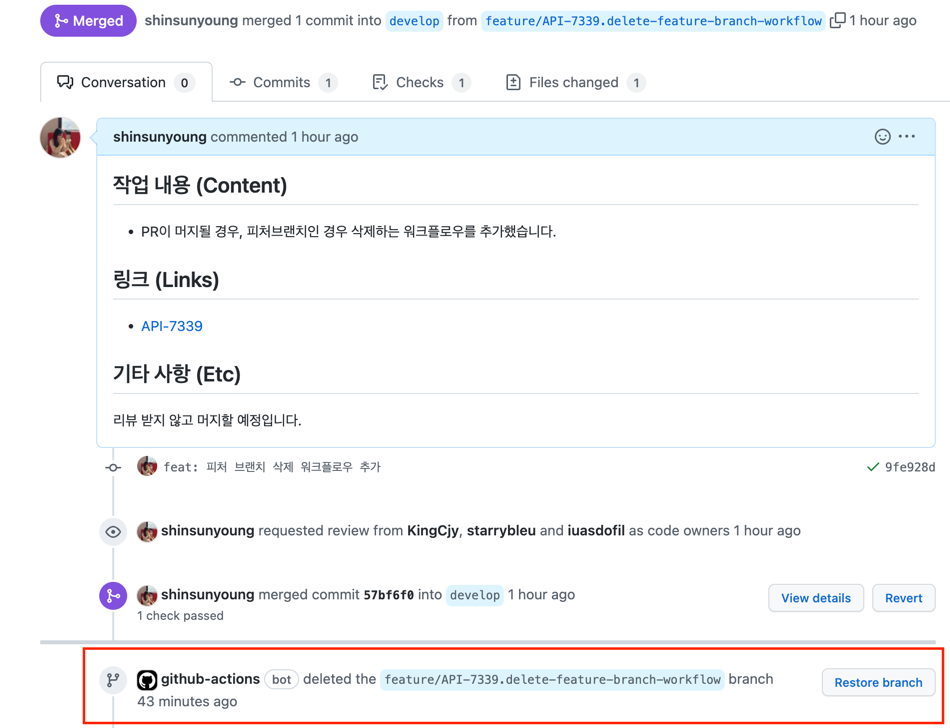 Merged shinsunyoung merged 1 commit into develop from feature/API-7339.delete-feature-branch-workflow 1 hour ago
Conversation 0 Commits 1 Checks 1 Files changed 1
shinsunyoung commented 1 hour ago
작업 내용 (Content)
• PR이 머지될 경우, 피처브랜치인 경우 삭제하는 워크플로우를 추가했습니다.
링크 (Links)
• API-7339
기타 사항 (Etc)
리뷰 받지 않고 머지할 예정입니다.
feat: 피처 브랜치 삭제 워크플로우 추가 9fe928d
shinsunyoung requested review from KingCjy, starrybleu and iuasdofil as code owners 1 hour ago
shinsunyoung merged commit 57bf6f0 into develop 1 hour ago View details Revert
1 check passed
github-actions bot deleted the feature/API-7339.delete-feature-branch-workflow branch Restore branch
43 minutes ago